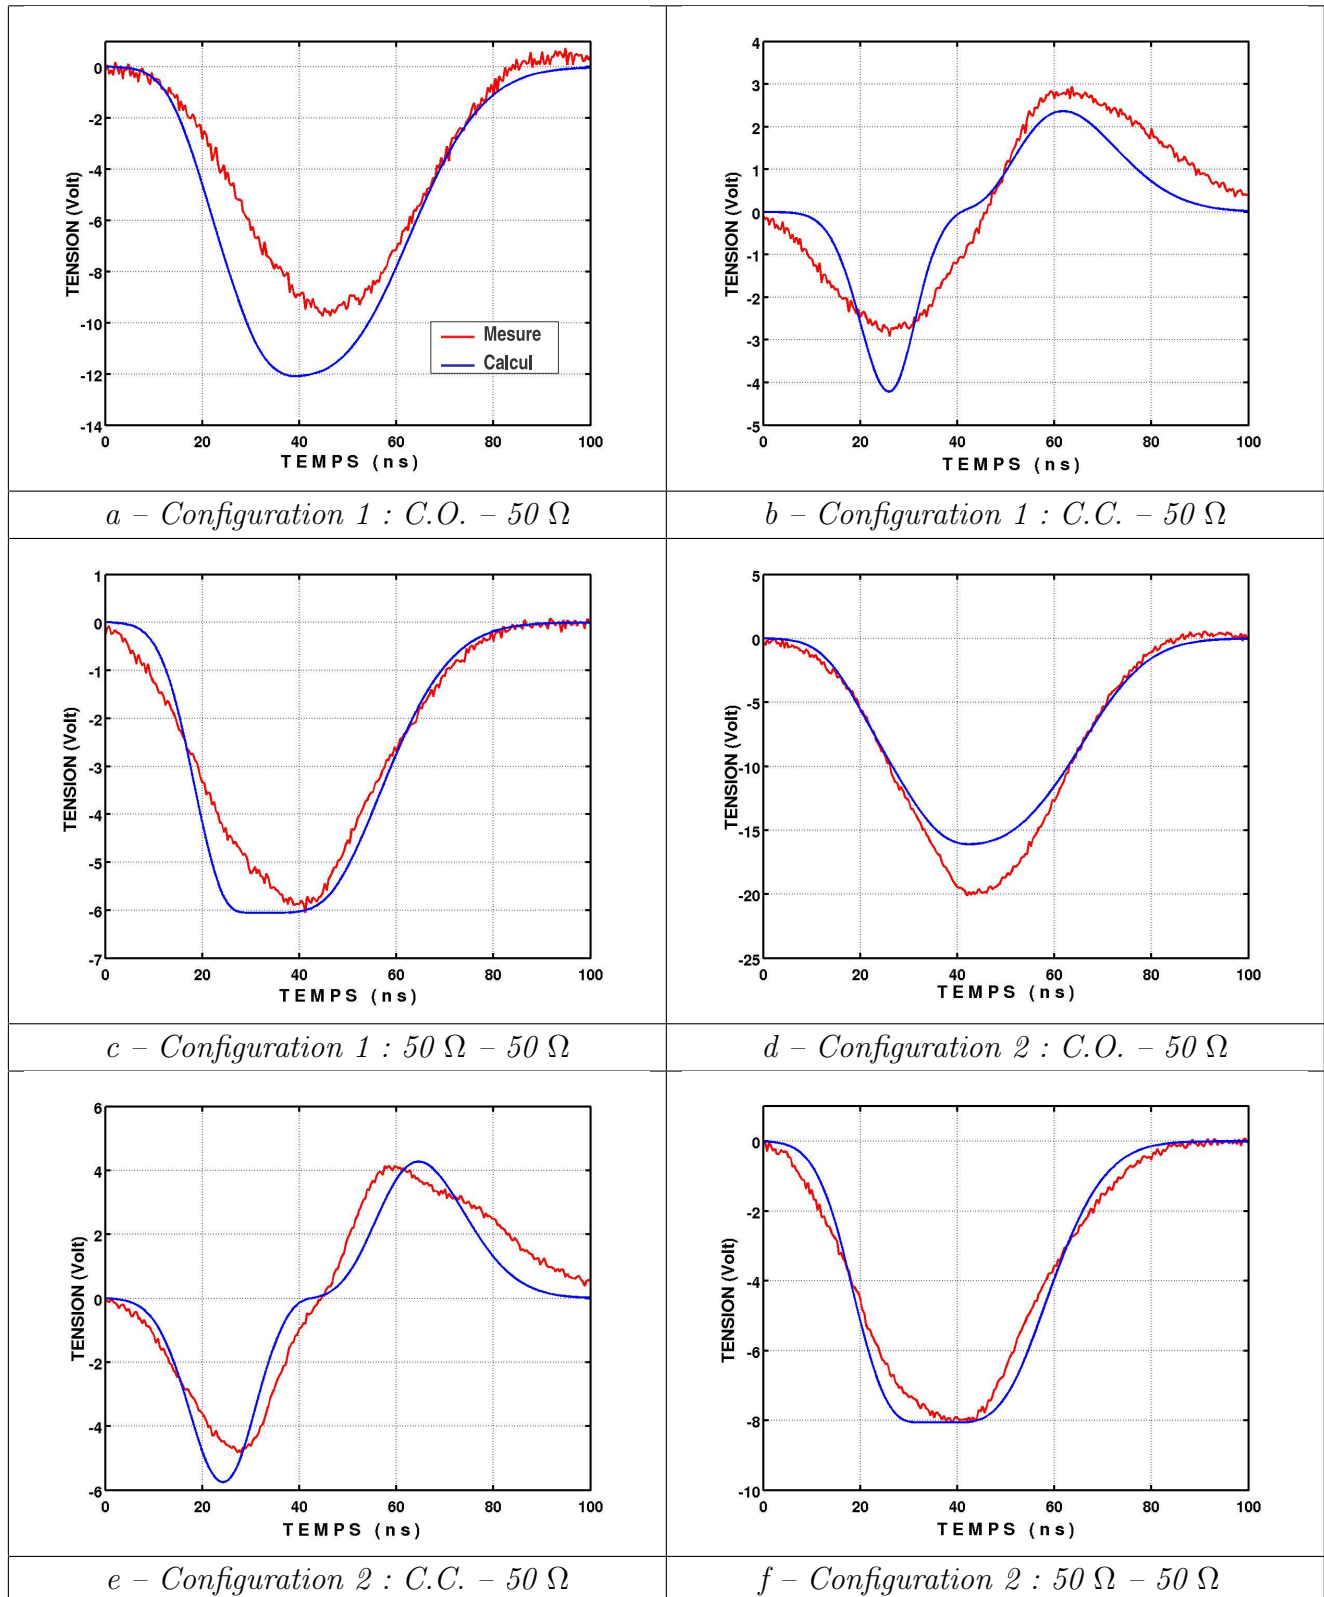 0
-2
-4
-6
-8
-10
-12
-14
0 20 40 60 80 100
TEMPS (ns)
TENSION (Volt)
Mesure
Calcul
4
3
2
1
0
-1
-2
-3
-4
-5
0 20 40 60 80 100
TEMPS (ns)
TENSION (Volt)
a – Configuration 1 : C.O. – 50 Ω
b – Configuration 1 : C.C. – 50 Ω
1
0
-1
-2
-3
-4
-5
-6
-7
0 20 40 60 80 100
TEMPS (ns)
TENSION (Volt)
5
0
-5
-10
-15
-20
-25
0 20 40 60 80 100
TEMPS (ns)
TENSION (Volt)
c – Configuration 1 : 50 Ω – 50 Ω
d – Configuration 2 : C.O. – 50 Ω
6
4
2
0
-2
-4
-6
0 20 40 60 80 100
TEMPS (ns)
TENSION (Volt)
0
-2
-4
-6
-8
-10
0 20 40 60 80 100
TEMPS (ns)
TENSION (Volt)
e – Configuration 2 : C.C. – 50 Ω
f – Configuration 2 : 50 Ω – 50 Ω